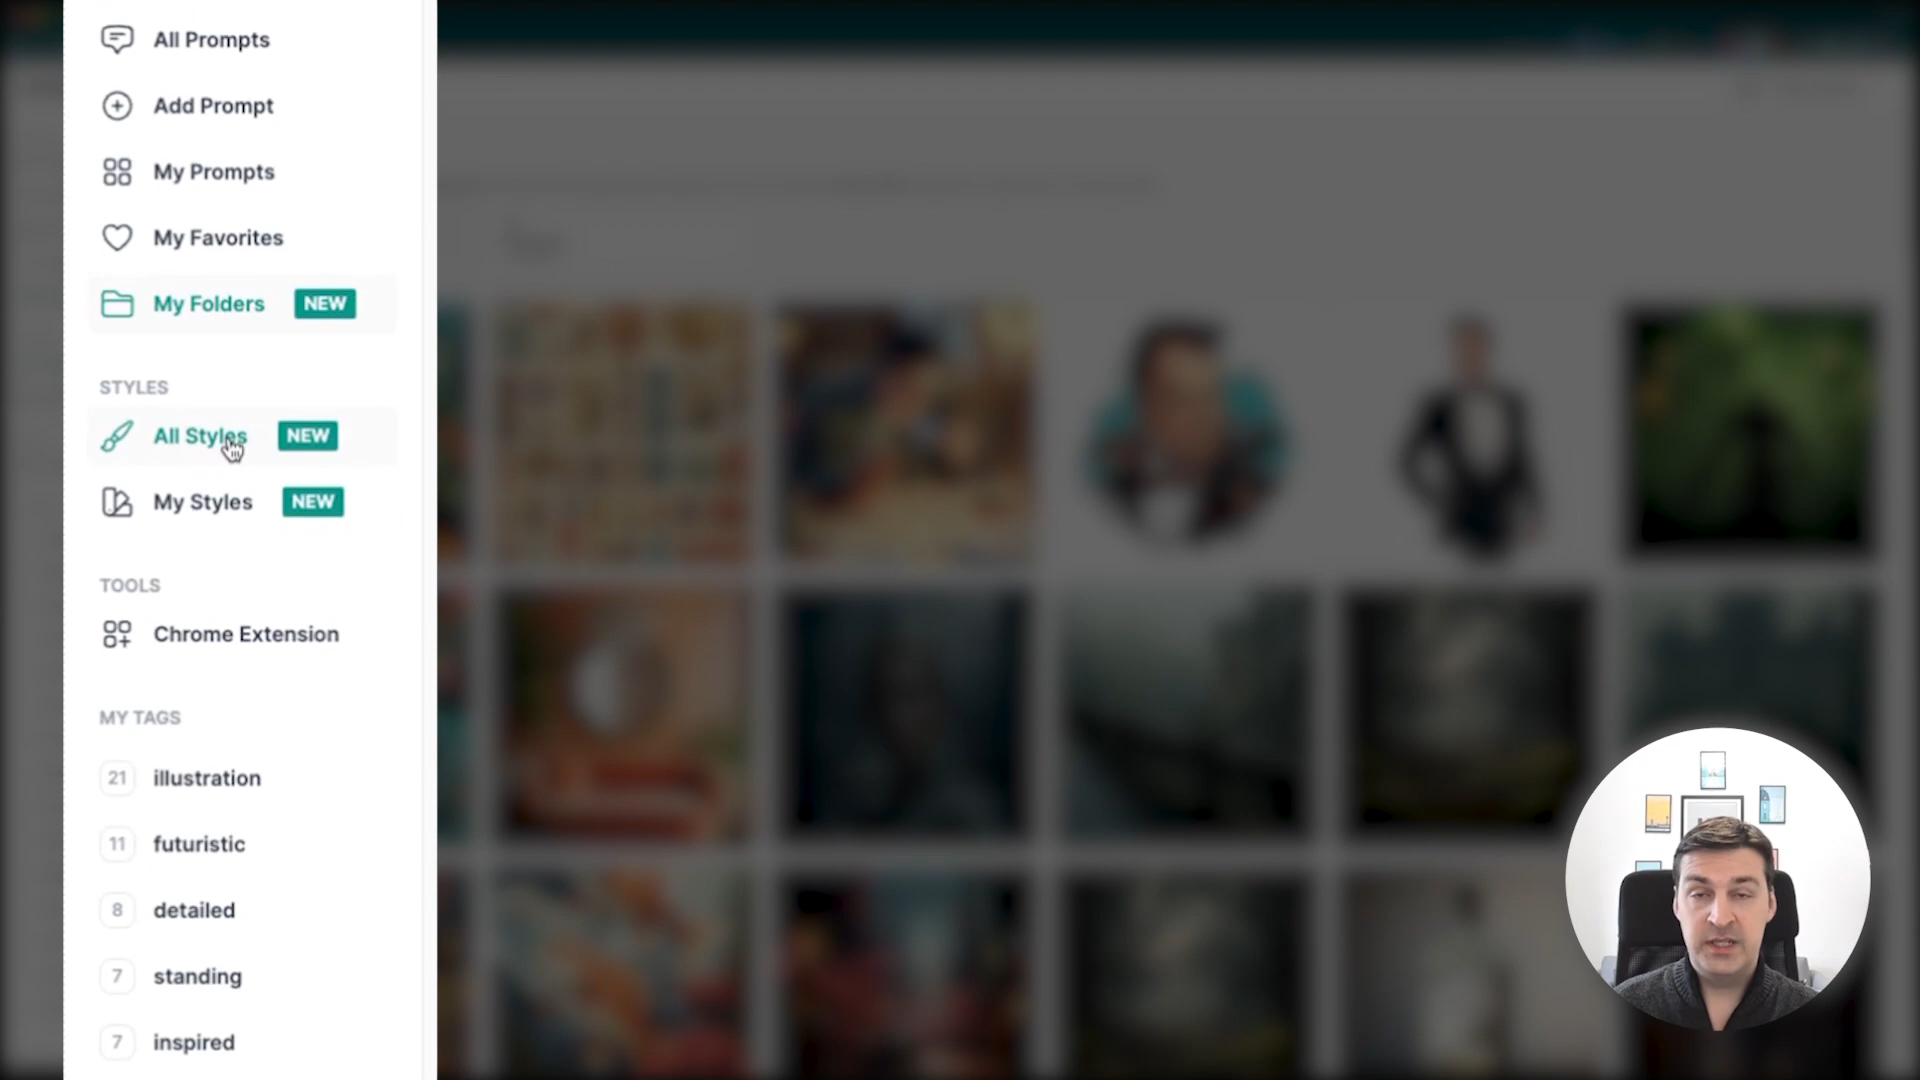 All Prompts
Add Prompt
My Prompts
My Favorites
My Folders NEW
STYLES
All Styles NEW
My Styles NEW
TOOLS
Chrome Extension
MY TAGS
21 illustration
11 futuristic
8 detailed
7 standing
7 inspired